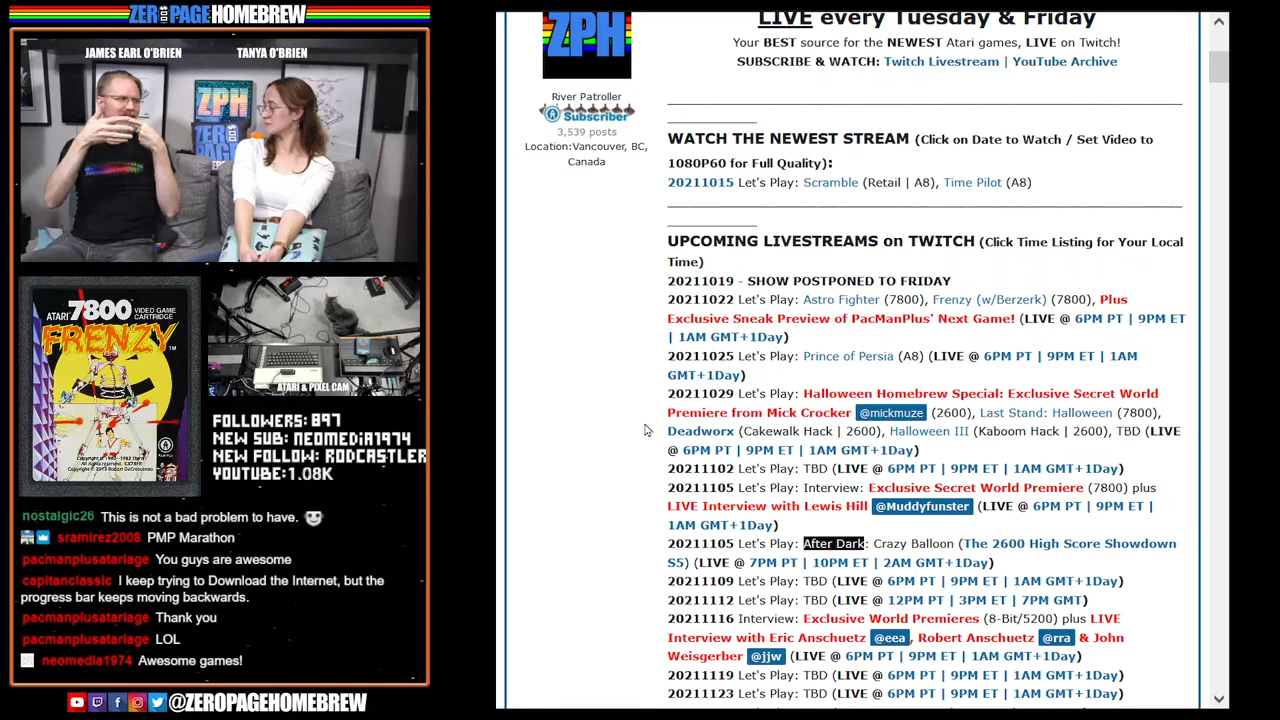 ZERO PAGE HOMEBREW
JAMES EARL O'BRIEN
TANYA O'BRIEN
ZPH
ZERO
PAGE
ATARI 7800 VIDEO GAME
CARTRIDGE
FRENZY
ATARI & PIXEL CAM
FOLLOWERS: 897
NEW SUB: NEOMEDIA1974
NEW FOLLOW: RODCASTLER
YOUTUBE: 1.08K
nostalgic26 This is not a bad problem to have.
sramirez2008 PMP Marathon
pacmanplusatariage You guys are awesome
capitanclassic I keep trying to Download the Internet, but the
progress bar keeps moving backwards.
pacmanplusatariage Thank you
pacmanplusatariage LOL
neomedia1974 Awesome games!
@ZEROPAGEHOMEBREW
ZPH
River Patroller
Subscriber
3,539 posts
Location:Vancouver, BC,
Canada
LIVE every Tuesday & Friday
Your BEST source for the NEWEST Atari games, LIVE on Twitch!
SUBSCRIBE & WATCH: Twitch Livestream | YouTube Archive
WATCH THE NEWEST STREAM (Click on Date to Watch / Set Video to
1080P60 for Full Quality):
20211015 Let's Play: Scramble (Retail | A8), Time Pilot (A8)
UPCOMING LIVESTREAMS on TWITCH (Click Time Listing for Your Local
Time)
20211019 - SHOW POSTPONED TO FRIDAY
20211022 Let's Play: Astro Fighter (7800), Frenzy (w/Berzerk) (7800), Plus
Exclusive Sneak Preview of PacManPlus' Next Game! (LIVE @ 6PM PT | 9PM ET
| 1AM GMT+1Day)
20211025 Let's Play: Prince of Persia (A8) (LIVE @ 6PM PT | 9PM ET | 1AM
GMT+1Day)
20211029 Let's Play: Halloween Homebrew Special: Exclusive Secret World
Premiere from Mick Crocker @mickmuze (2600), Last Stand: Halloween (7800),
Deadworx (Cakewalk Hack | 2600), Halloween III (Kaboom Hack | 2600), TBD (LIVE
@ 6PM PT | 9PM ET | 1AM GMT+1Day)
20211102 Let's Play: TBD (LIVE @ 6PM PT | 9PM ET | 1AM GMT+1Day)
20211105 Let's Play: Interview: Exclusive Secret World Premiere (7800) plus
LIVE Interview with Lewis Hill @Muddyfunster (LIVE @ 6PM PT | 9PM ET |
1AM GMT+1Day)
20211105 Let's Play: After Dark: Crazy Balloon (The 2600 High Score Showdown
S5) (LIVE @ 7PM PT | 10PM ET | 2AM GMT+1Day)
20211109 Let's Play: TBD (LIVE @ 6PM PT | 9PM ET | 1AM GMT+1Day)
20211112 Let's Play: TBD (LIVE @ 12PM PT | 3PM ET | 7PM GMT)
20211116 Interview: Exclusive World Premieres (8-Bit/5200) plus LIVE
Interview with Eric Anschuetz @eea, Robert Anschuetz @rra & John
Weisgerber @jjw (LIVE @ 6PM PT | 9PM ET | 1AM GMT+1Day)
20211119 Let's Play: TBD (LIVE @ 6PM PT | 9PM ET | 1AM GMT+1Day)
20211123 Let's Play: TBD (LIVE @ 6PM PT | 9PM ET | 1AM GMT+1Day)